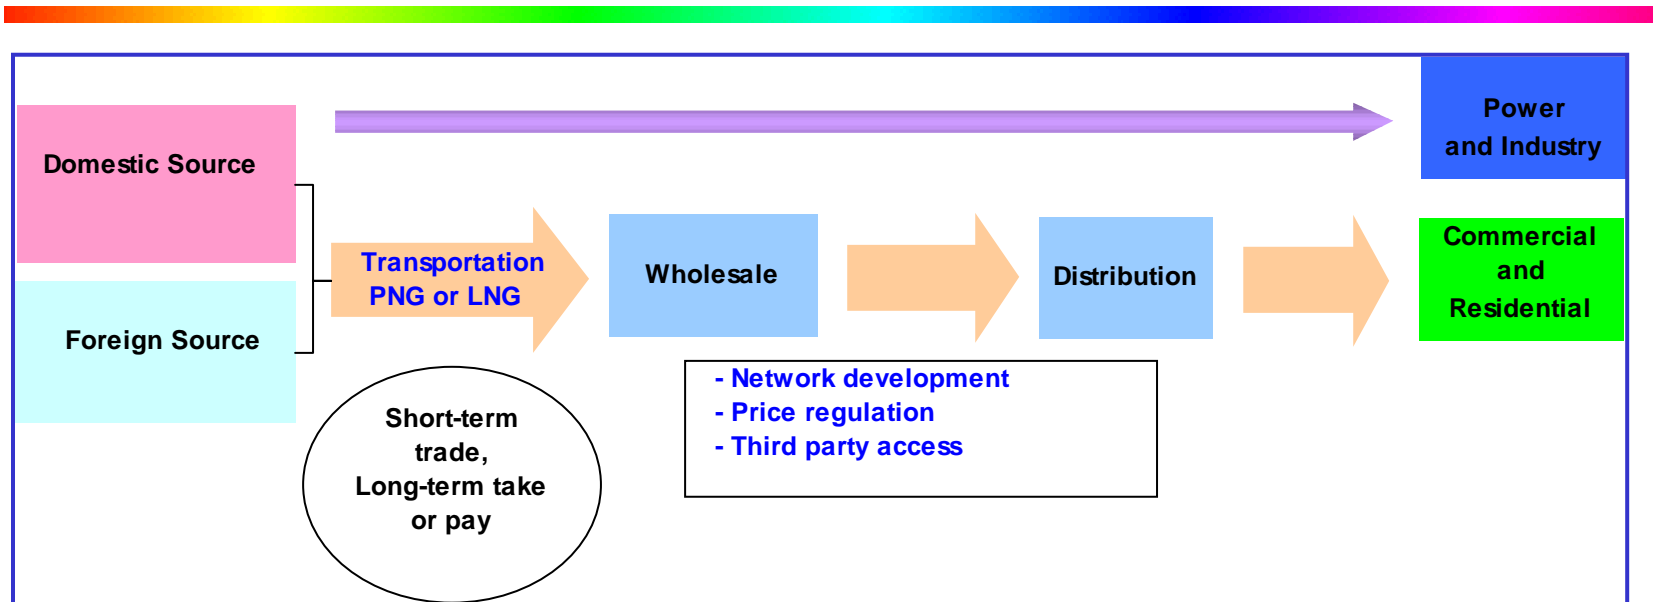 Domestic Source
Foreign Source
Transportation
PNG or LNG
Short-term
trade,
Long-term take
or pay
Wholesale
- Network development
- Price regulation
- Third party access
Distribution
Power
and Industry
Commercial
and
Residential